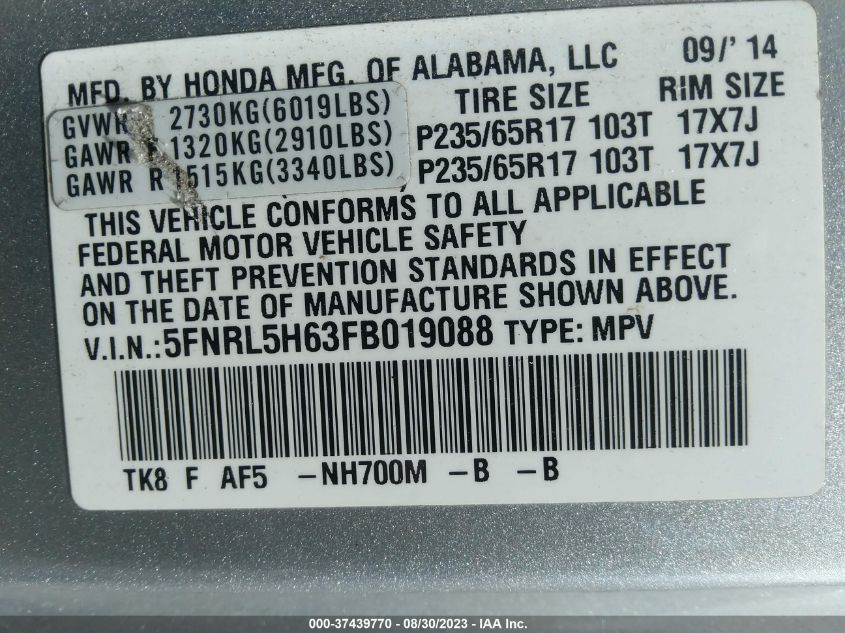 MFD. BY HONDA MFG. OF ALABAMA, LLC 09/' 14
GVWR 2730KG(6019LBS) TIRE SIZE RIM SIZE
GAWR F 1320KG(2910LBS) P235/65R17 103T 17X7J
GAWR R 1515KG(3340LBS) P235/65R17 103T 17X7J
THIS VEHICLE CONFORMS TO ALL APPLICABLE
FEDERAL MOTOR VEHICLE SAFETY
AND THEFT PREVENTION STANDARDS IN EFFECT
ON THE DATE OF MANUFACTURE SHOWN ABOVE.
V.I.N.:5FNRL5H63FB019088 TYPE: MPV
TK8 F AF5 -NH700M -B -B
000-37439770 - 08/30/2023 - IAA Inc.